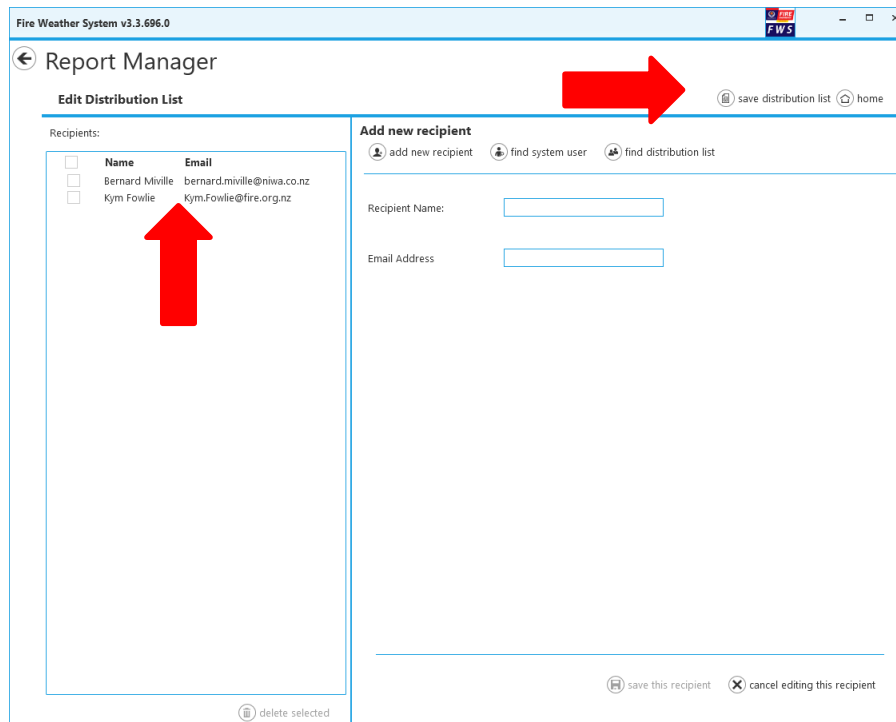 Fire Weather System v3.3.696.0
FIRE
FWS
Report Manager
Edit Distribution List
save distribution list home
Recipients:
Name Email
Bernard Miville bernard.miville@niwa.co.nz
Kym Fowlie Kym.Fowlie@fire.org.nz
delete selected
Add new recipient
add new recipient find system user find distribution list
Recipient Name:
Email Address
save this recipient cancel editing this recipient